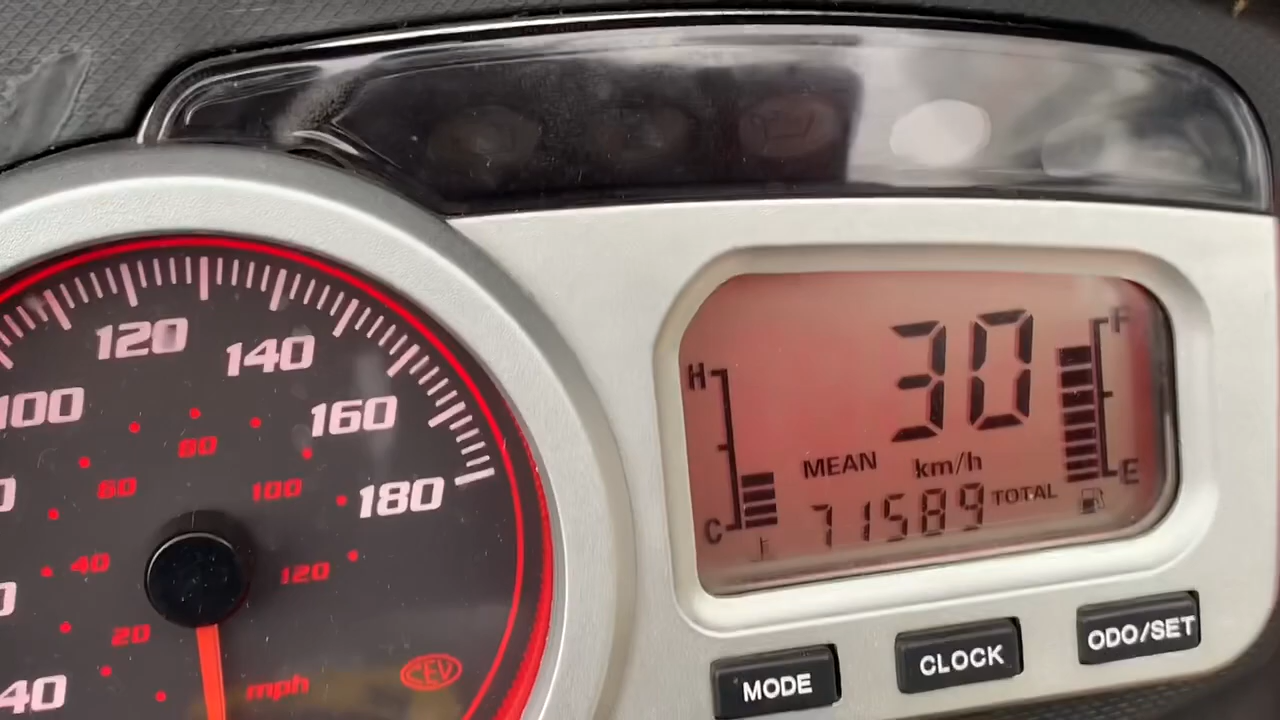 120
140
100
160
80
60
100
180
40
120
20
40
mph
CEV
30
H
F
MEAN km/h
E
71589 TOTAL
C
MODE
CLOCK
ODO/SET